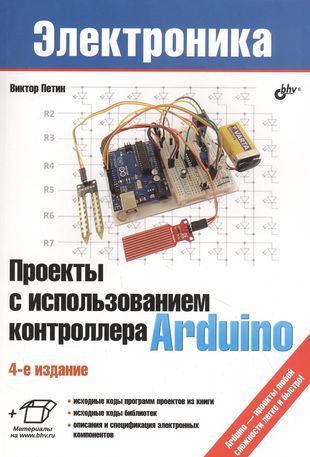 Электроника
Виктор Петин
bhv®
R2
R3
R4
R5
R6
R7
VARTA
Проекты
с использованием
контроллера Arduino
4-е издание
Arduino — проекты любой
сложности легко и быстро!
Материалы
на www.bhv.ru
• исходные коды программ проектов из книги
• исходные коды библиотек
• описания и спецификация электронных
компонентов